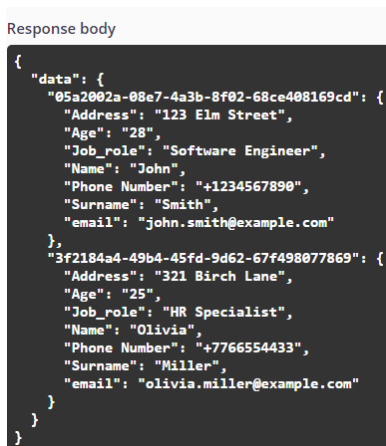 Response body
{
  "data": {
    "05a2002a-08e7-4a3b-8f02-68ce408169cd": {
      "Address": "123 Elm Street",
      "Age": "28",
      "Job_role": "Software Engineer",
      "Name": "John",
      "Phone Number": "+1234567890",
      "Surname": "Smith",
      "email": "john.smith@example.com"
    },
    "3f2184a4-49b4-45fd-9d62-67f498077869": {
      "Address": "321 Birch Lane",
      "Age": "25",
      "Job_role": "HR Specialist",
      "Name": "Olivia",
      "Phone Number": "+7766554433",
      "Surname": "Miller",
      "email": "olivia.miller@example.com"
    }
  }
}